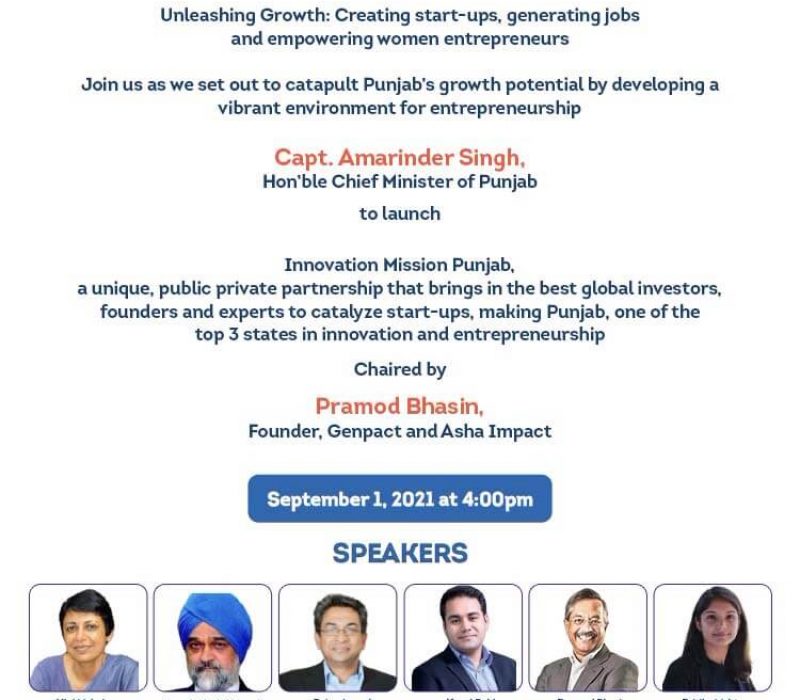 Unleashing Growth: Creating start-ups, generating jobs
and empowering women entrepreneurs
Join us as we set out to catapult Punjab's growth potential by developing a
vibrant environment for entrepreneurship
Capt. Amarinder Singh,
Hon'ble Chief Minister of Punjab
to launch
Innovation Mission Punjab,
a unique, public private partnership that brings in the best global investors,
founders and experts to catalyze start-ups, making Punjab, one of the
top 3 states in innovation and entrepreneurship
Chaired by
Pramod Bhasin,
Founder, Genpact and Asha Impact
September 1, 2021 at 4:00pm
SPEAKERS